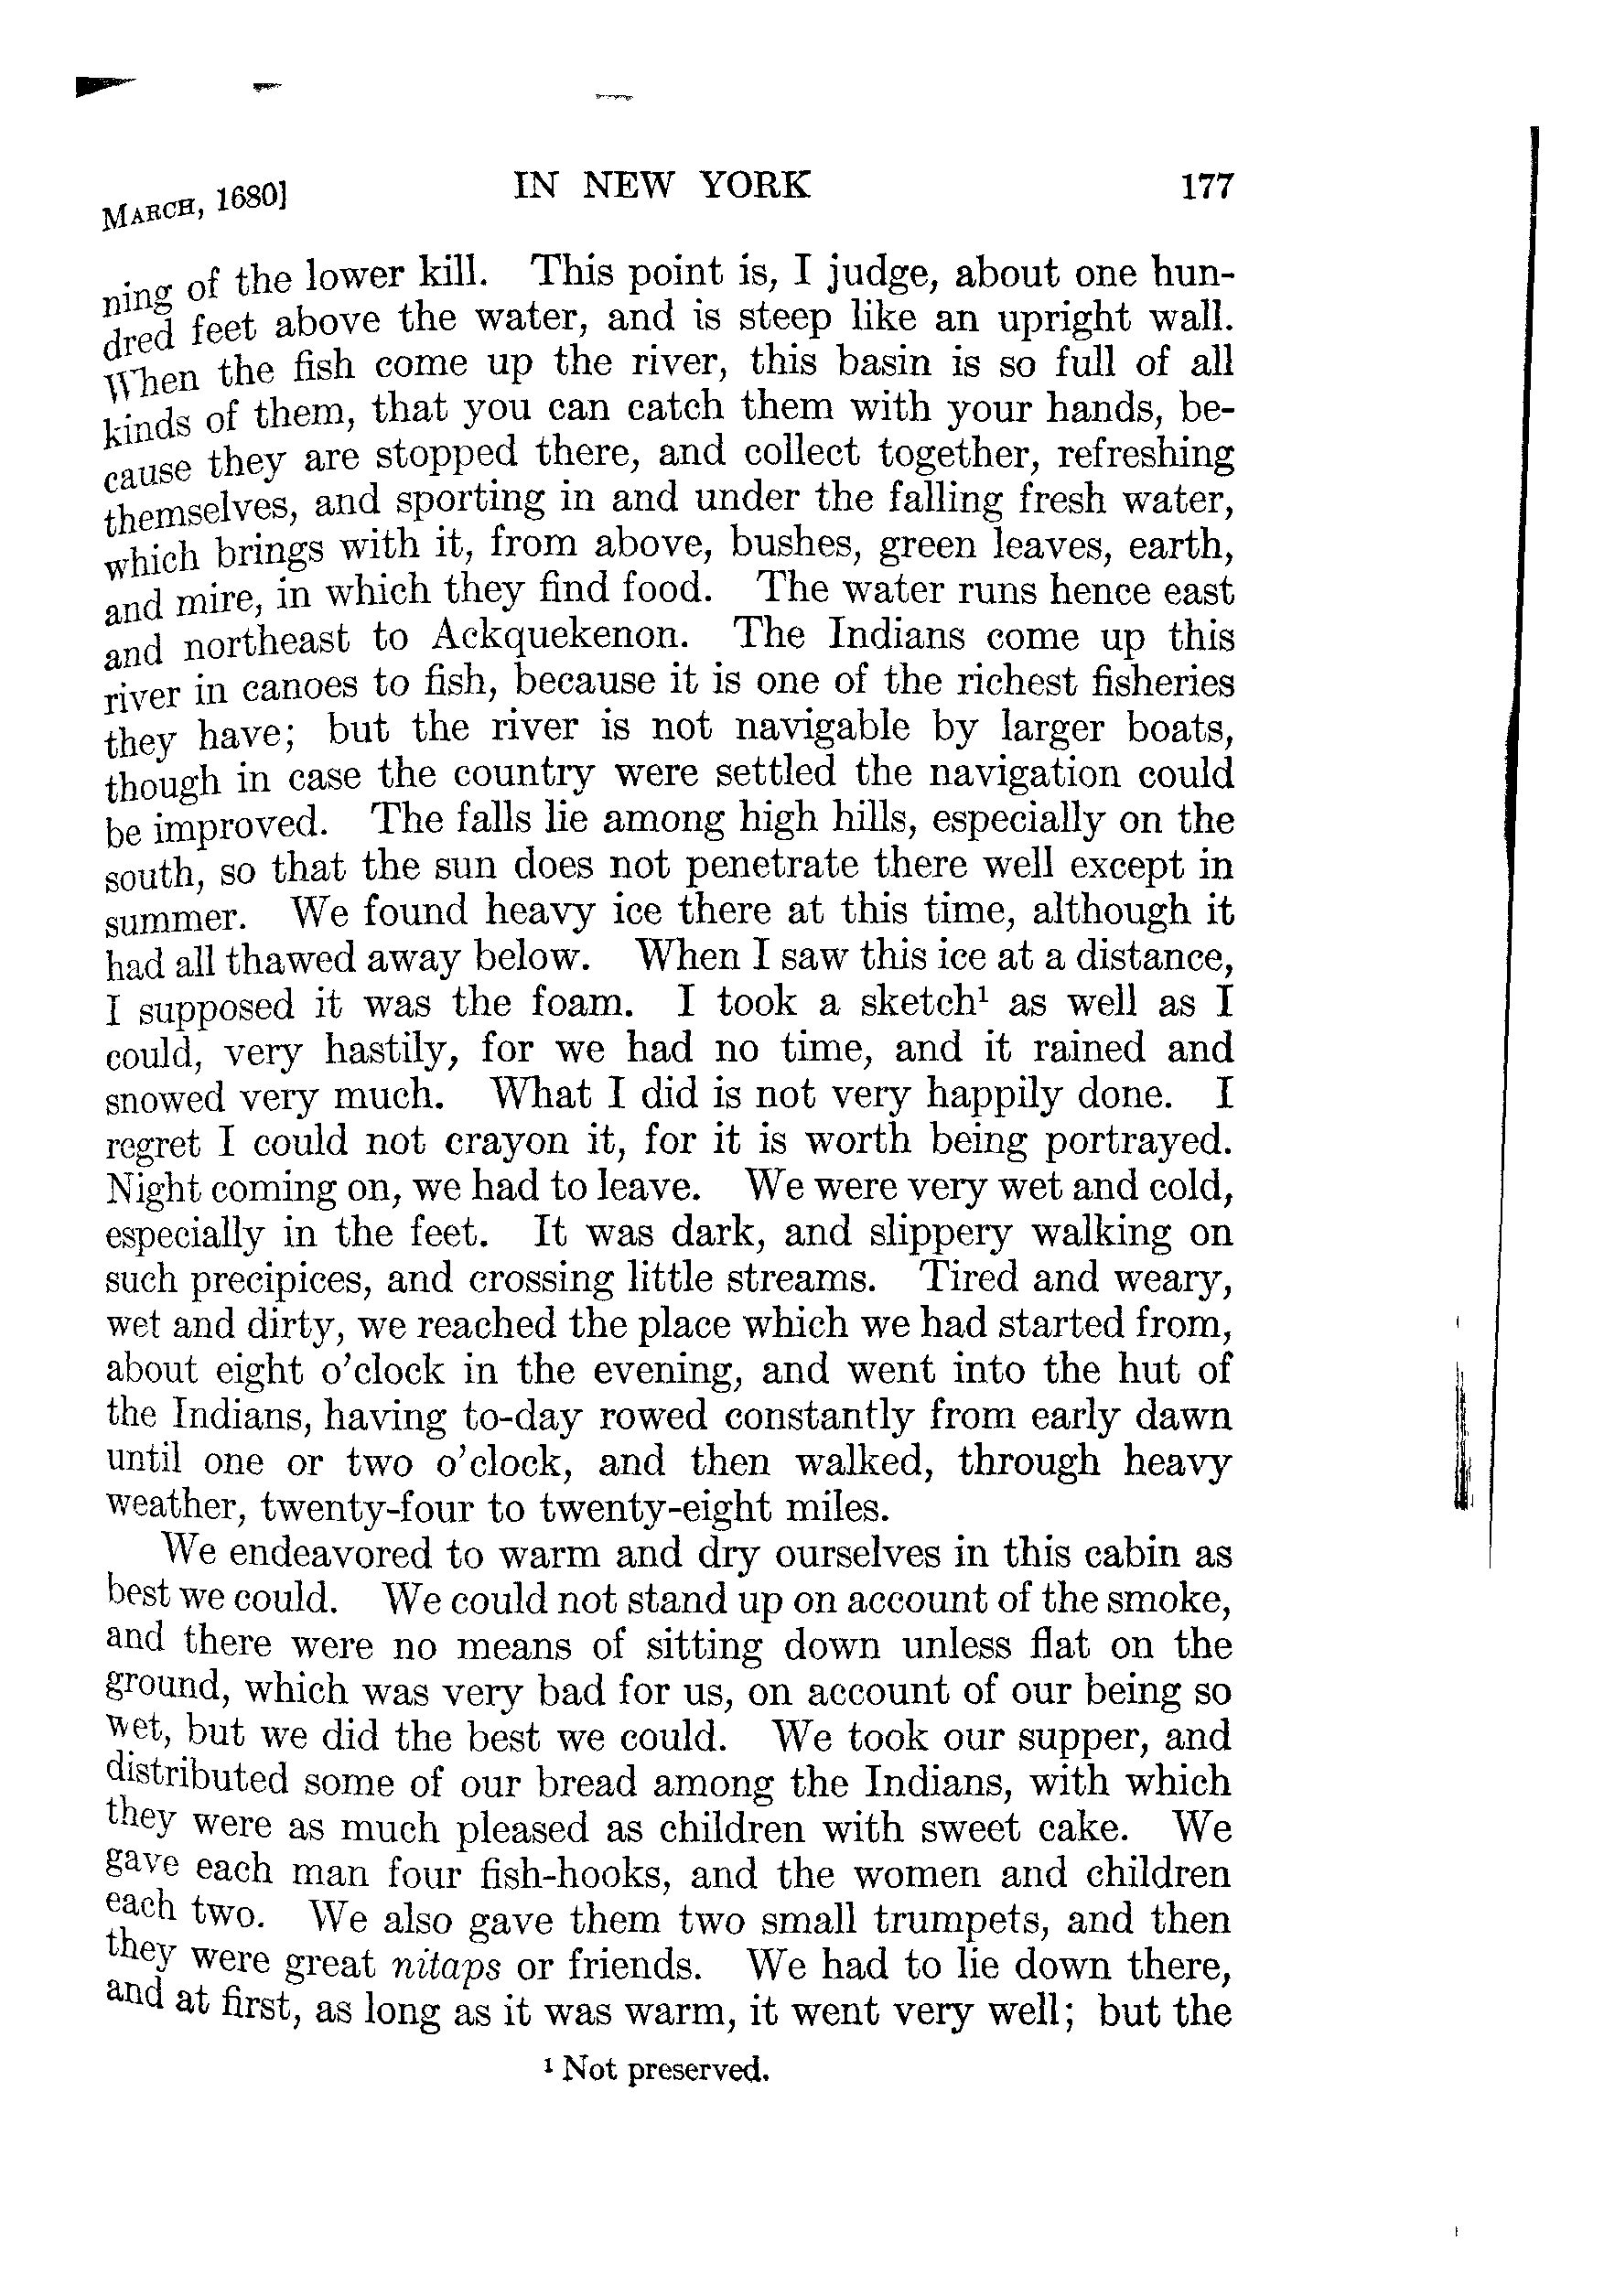 MARCH, 1680] IN NEW YORK 177
ning of the lower kill. This point is, I judge, about one hun-
dred feet above the water, and is steep like an upright wall.
When the fish come up the river, this basin is so full of all
kinds of them, that you can catch them with your hands, be-
cause they are stopped there, and collect together, refreshing
themselves, and sporting in and under the falling fresh water,
which brings with it, from above, bushes, green leaves, earth,
and mire, in which they find food. The water runs hence east
and northeast to Ackquekenon. The Indians come up this
river in canoes to fish, because it is one of the richest fisheries
they have; but the river is not navigable by larger boats,
though in case the country were settled the navigation could
be improved. The falls lie among high hills, especially on the
south, so that the sun does not penetrate there well except in
summer. We found heavy ice there at this time, although it
had all thawed away below. When I saw this ice at a distance,
I supposed it was the foam. I took a sketch¹ as well as I
could, very hastily, for we had no time, and it rained and
snowed very much. What I did is not very happily done. I
regret I could not crayon it, for it is worth being portrayed.
Night coming on, we had to leave. We were very wet and cold,
especially in the feet. It was dark, and slippery walking on
such precipices, and crossing little streams. Tired and weary,
wet and dirty, we reached the place which we had started from,
about eight o'clock in the evening, and went into the hut of
the Indians, having to-day rowed constantly from early dawn
until one or two o'clock, and then walked, through heavy
weather, twenty-four to twenty-eight miles.
We endeavored to warm and dry ourselves in this cabin as
best we could. We could not stand up on account of the smoke,
and there were no means of sitting down unless flat on the
ground, which was very bad for us, on account of our being so
wet, but we did the best we could. We took our supper, and
distributed some of our bread among the Indians, with which
they were as much pleased as children with sweet cake. We
gave each man four fish-hooks, and the women and children
each two. We also gave them two small trumpets, and then
they were great nitaps or friends. We had to lie down there,
and at first, as long as it was warm, it went very well; but the
¹ Not preserved.